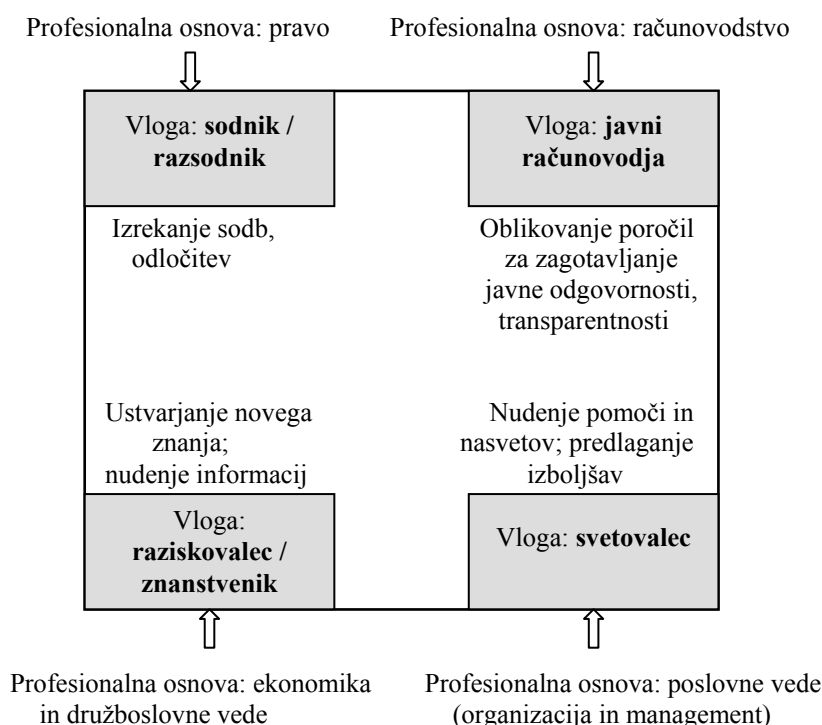 Profesionalna osnova: pravo
Profesionalna osnova: računovodstvo
Vloga: sodnik /
razsodnik
Vloga: javni
računovodja
Izrekanje sodb,
odločitev
Oblikovanje poročil
za zagotavljanje
javne odgovornosti,
transparentnosti
Ustvarjanje novega
znanja;
nudenje informacij
Nudenje pomoči in
nasvetov; predlaganje
izboljšav
Vloga:
raziskovalec /
znanstvenik
Vloga: svetovalec
Profesionalna osnova: ekonomika
in družboslovne vede
Profesionalna osnova: poslovne vede
(organizacija in management)